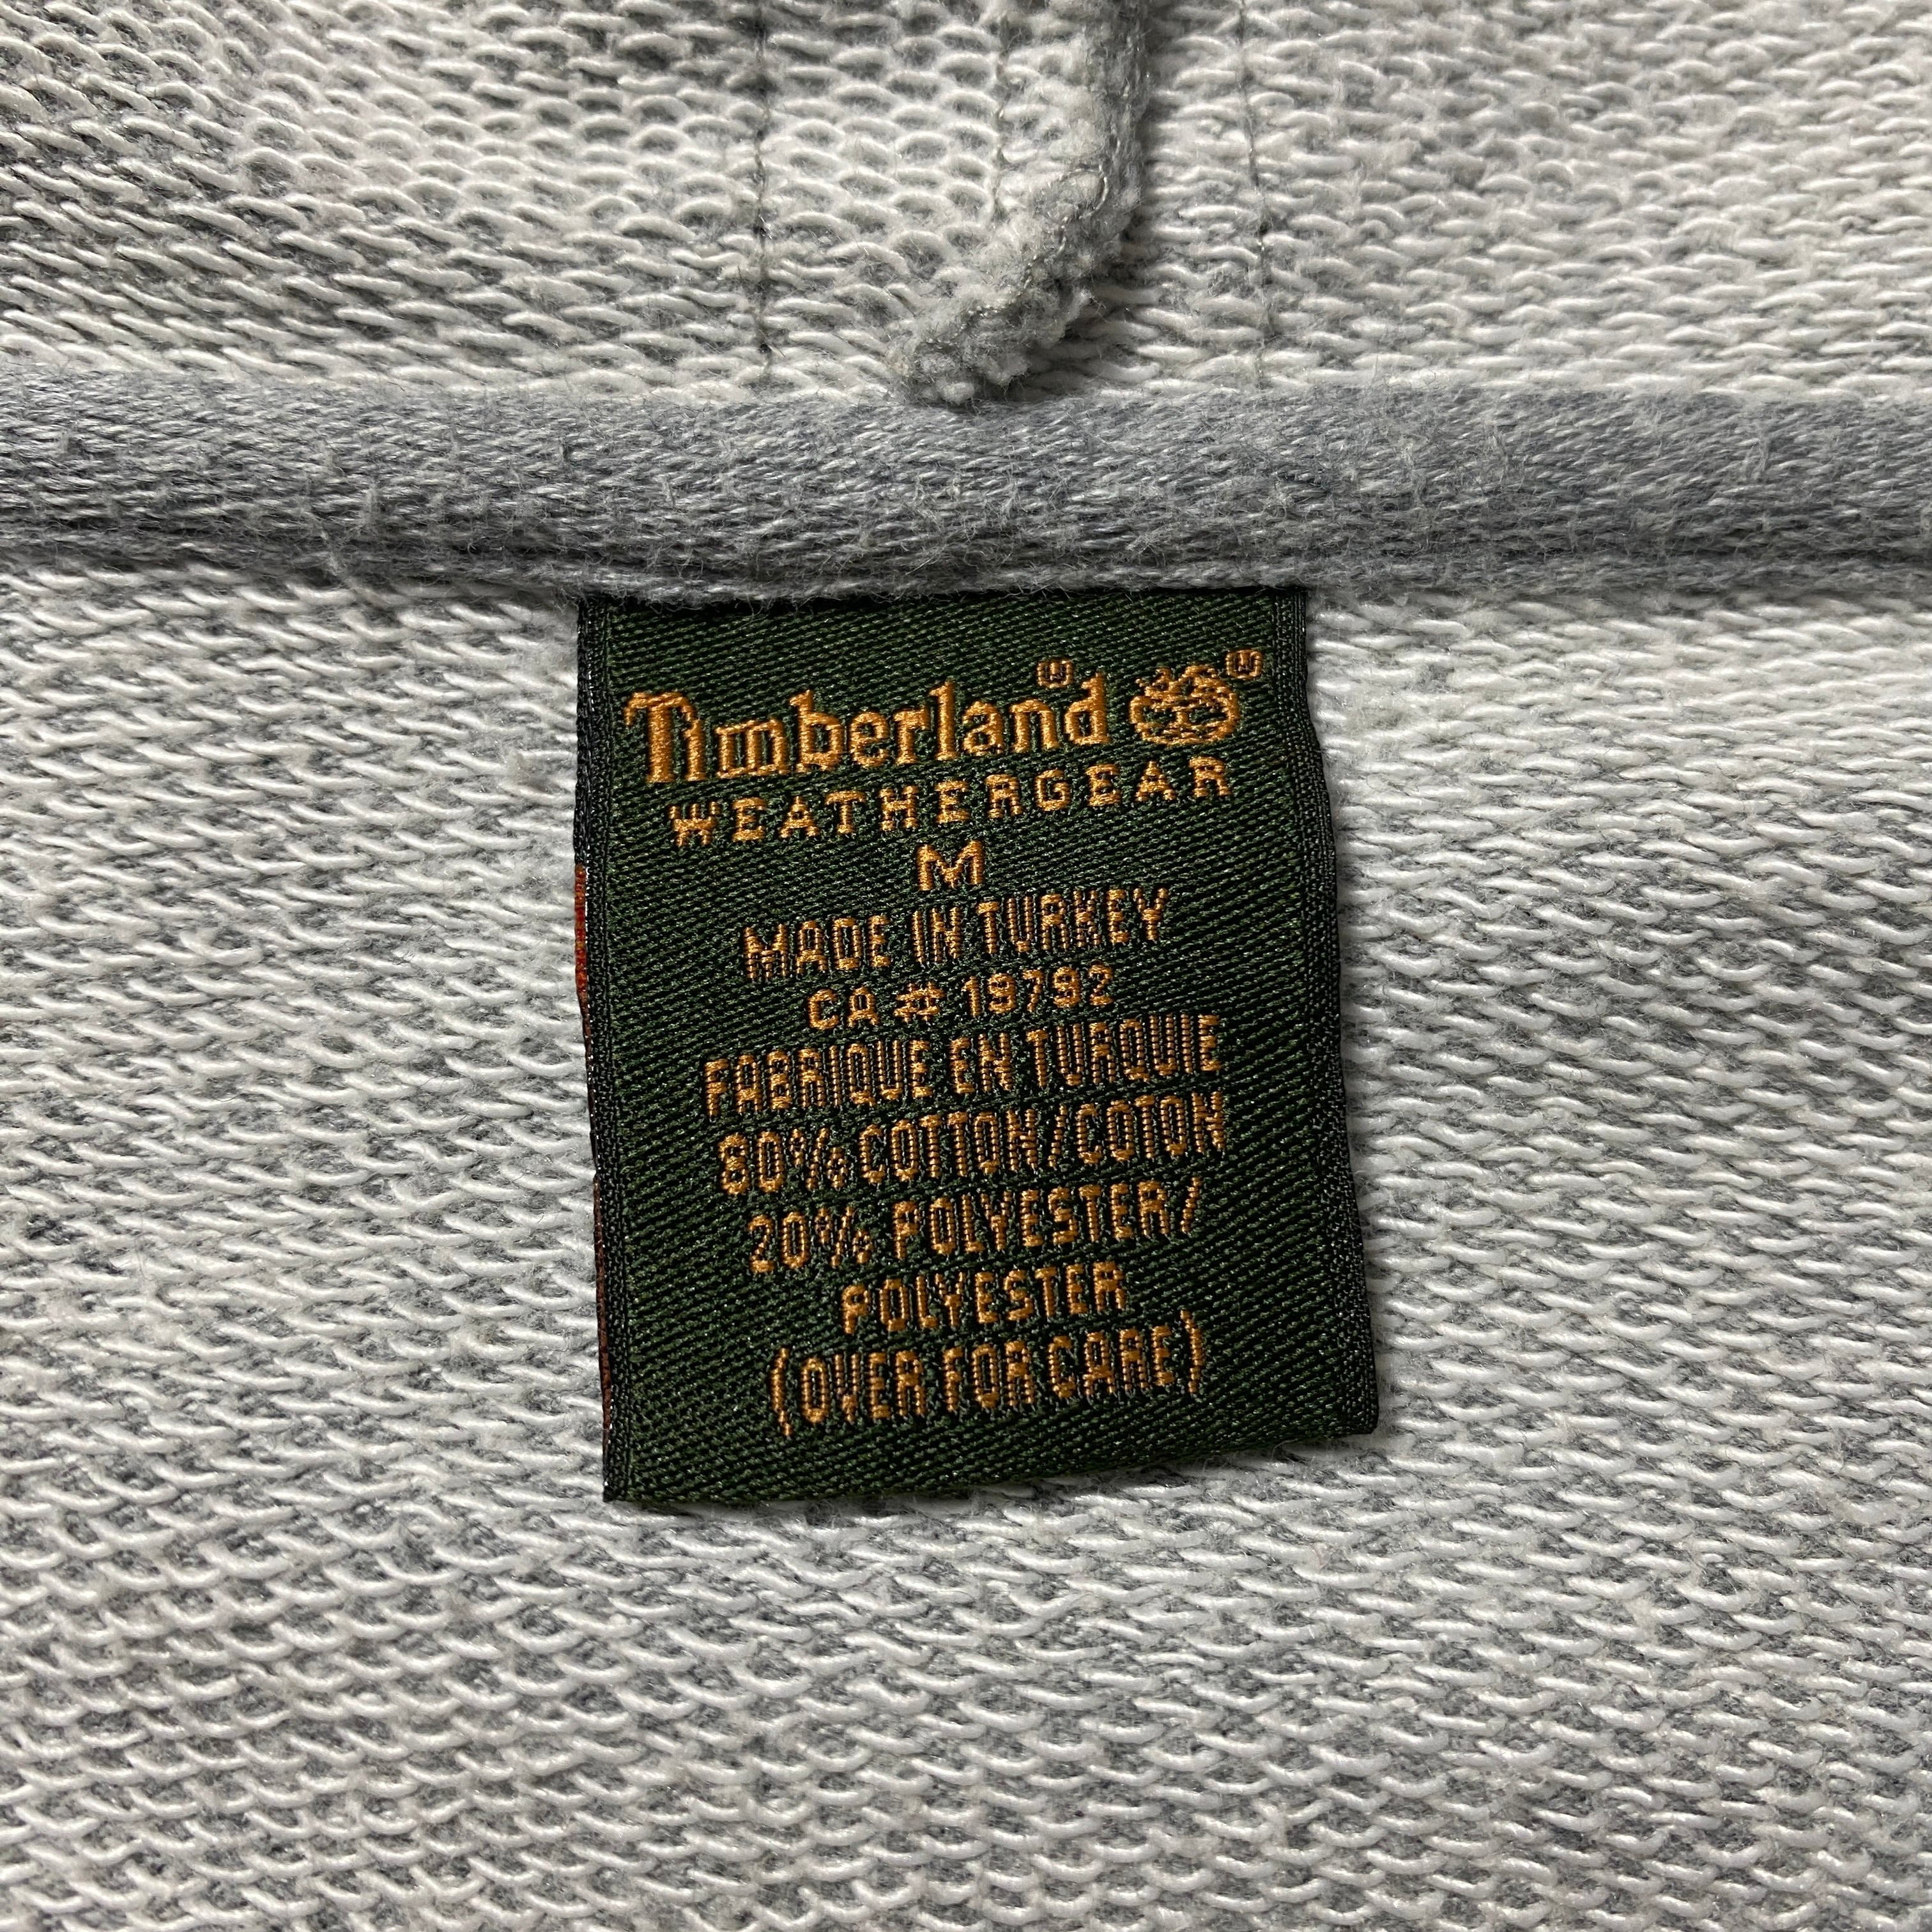 Timberland
WEATHERGEAR
M
MADE IN TURKEY
CA # 19792
FABRIQUE EN TURQUIE
80% COTTON/COTON
20% POLYESTER/
POLYESTER
(OVER FOR CARE)